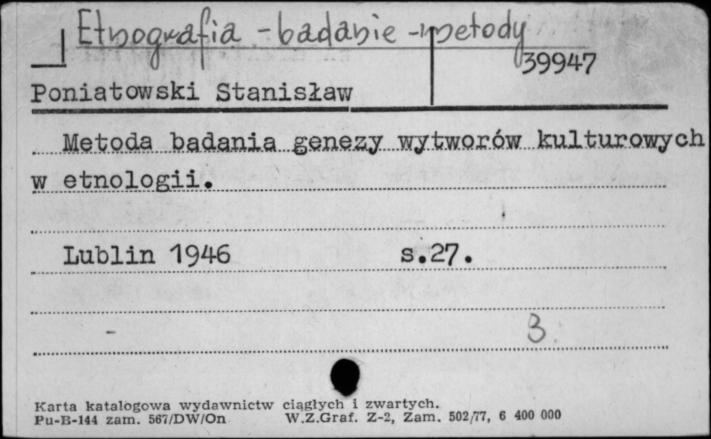 Etnografia - badanie - metody
39947
Poniatowski Stanisław
Metoda badania genezy wytworów kulturowych
w etnologii.
Lublin 1946 s.27.
3
Karta katalogowa wydawnictw ciągłych i zwartych.
Pu-B-144 zam. 567/DW/On W.Z.Graf. Z-2, Zam. 502/77, 6 400 000